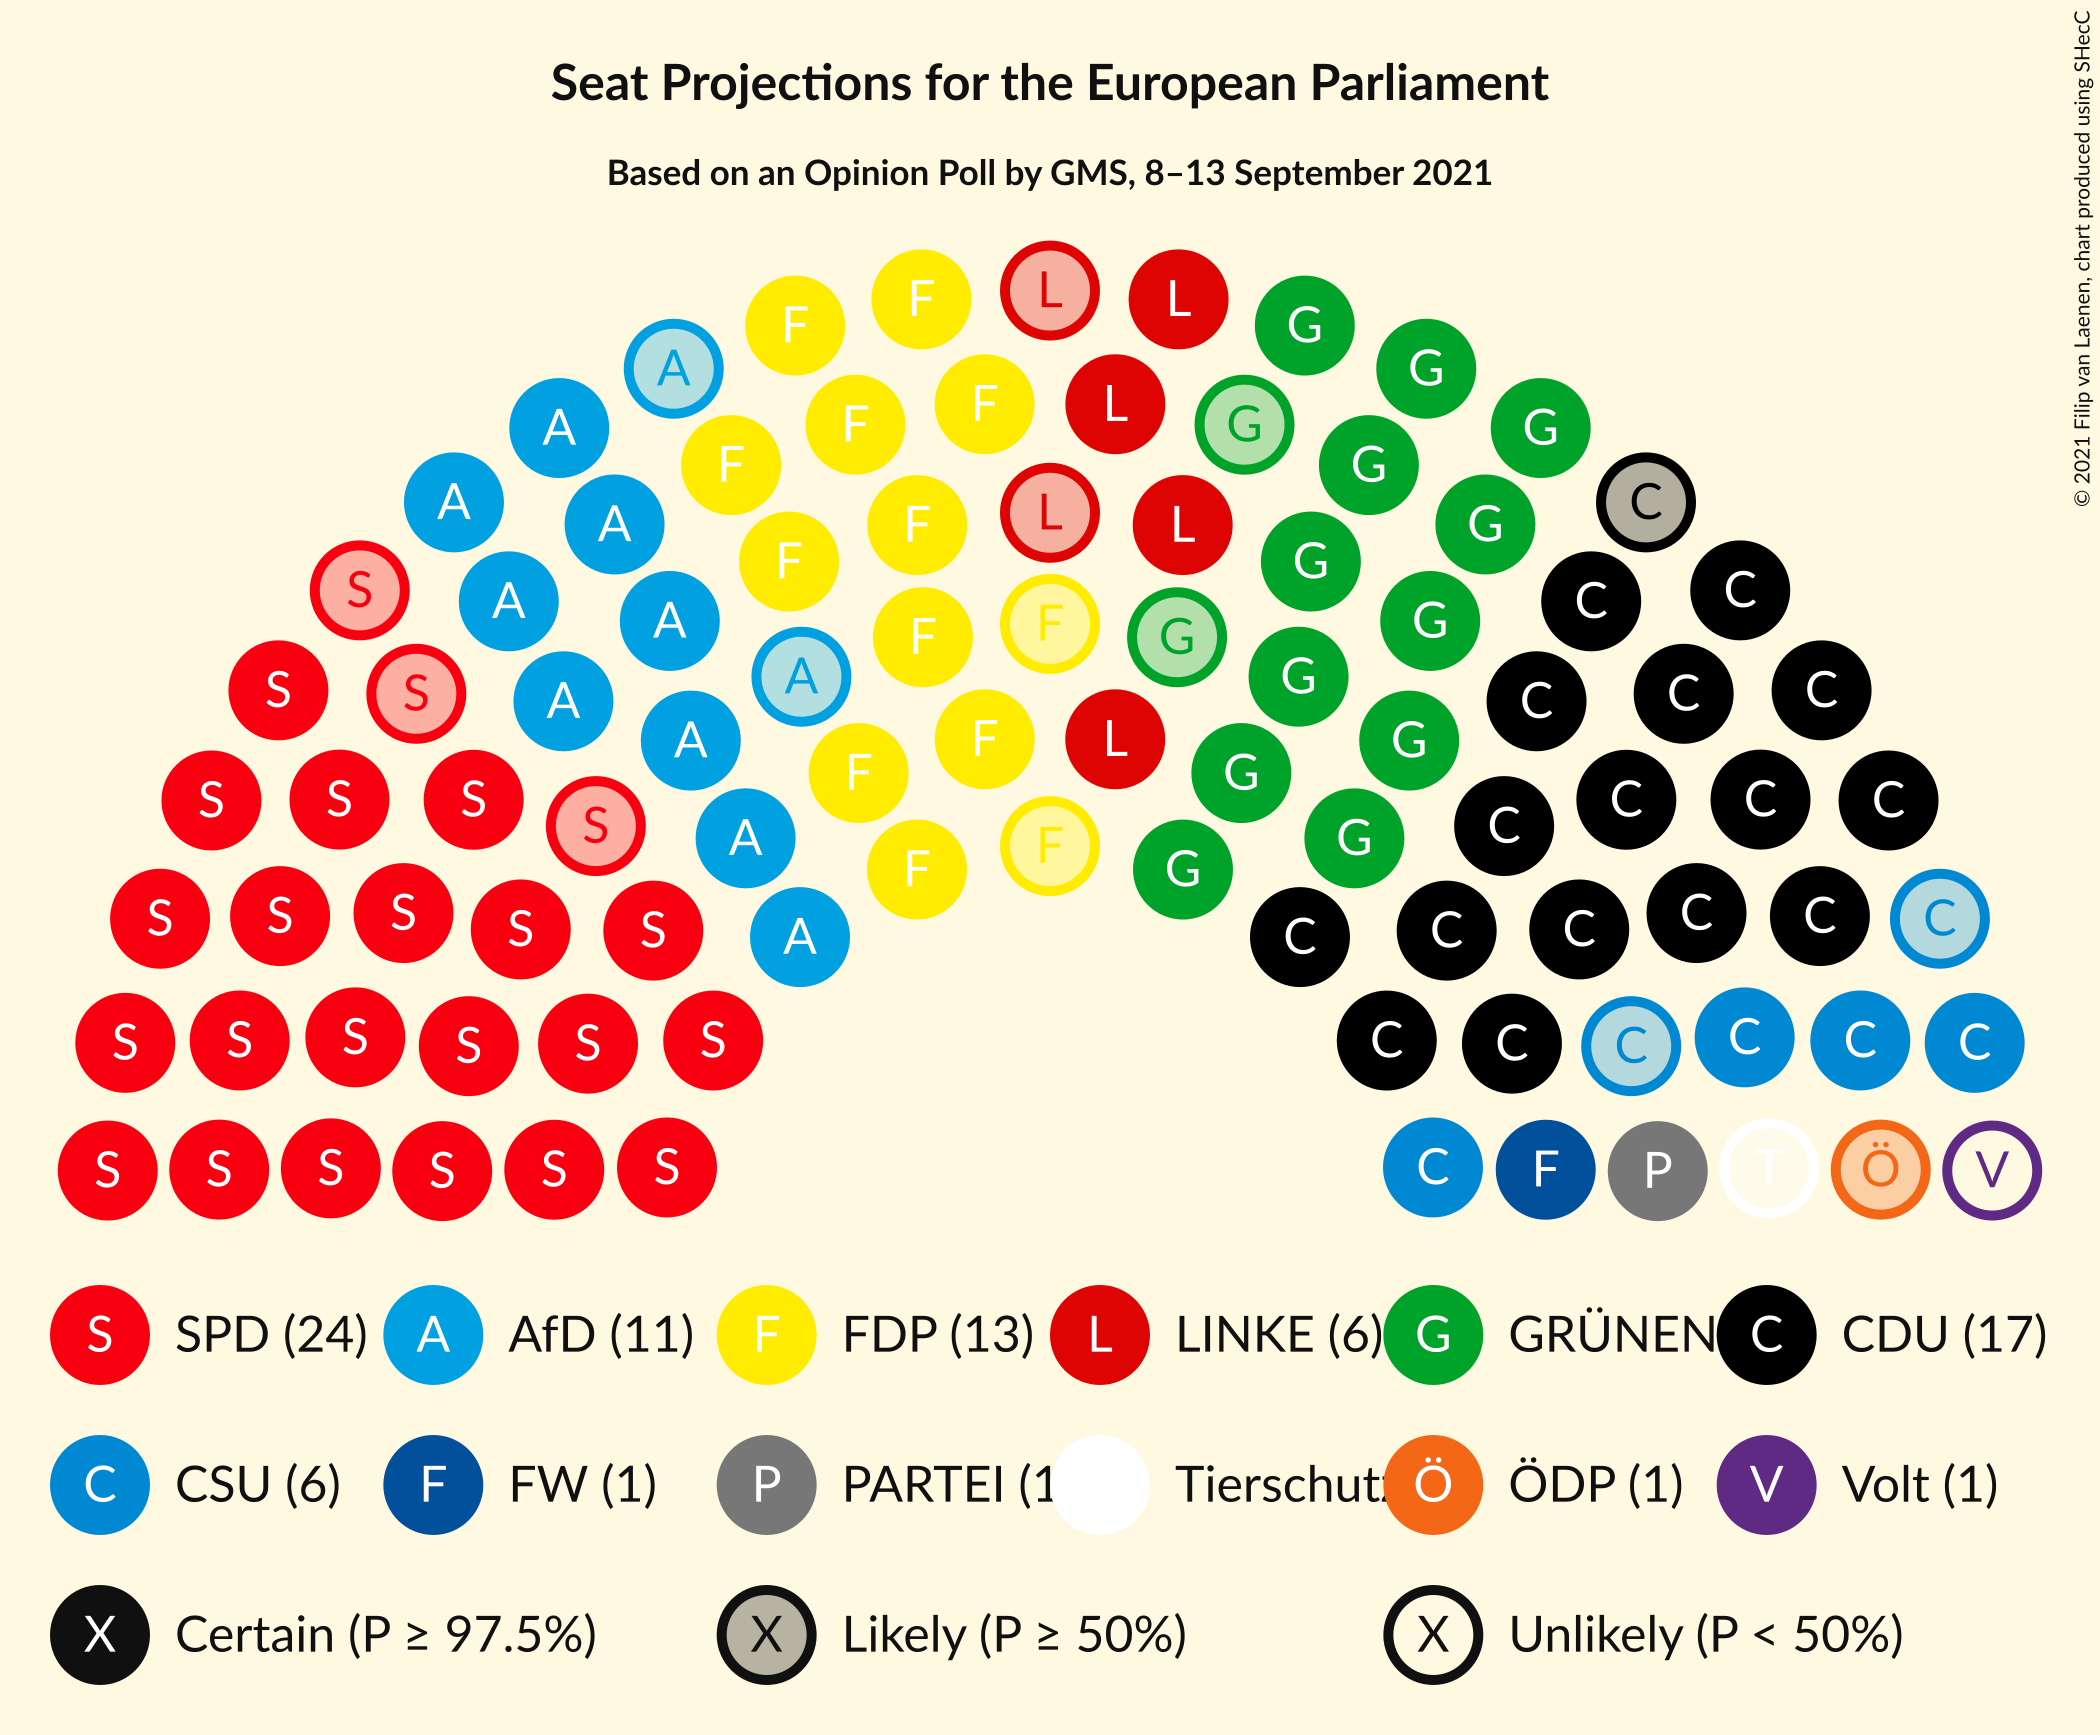 © 2021 Filip van Laenen, chart produced using SHecC
Seat Projections for the European Parliament
Based on an Opinion Poll by GMS, 8–13 September 2021
F L L
F G
A G
F L
A F G G
F G
A A F L L G C
F G
S A C C
A F F G G
S S A A G C C C
A F L G
F G
S S S C C C
S A F G C
F G
S S S S S A C C C C C C
S S S S S S C C C C C C
S S S S S S C F P T Ö V
S SPD (24) A AfD (11) F FDP (13) L LINKE (6) G GRÜNEN C CDU (17)
C CSU (6) F FW (1) P PARTEI (1 Tierschutz Ö ÖDP (1) V Volt (1)
X Certain (P ≥ 97.5%) X Likely (P ≥ 50%) X Unlikely (P < 50%)